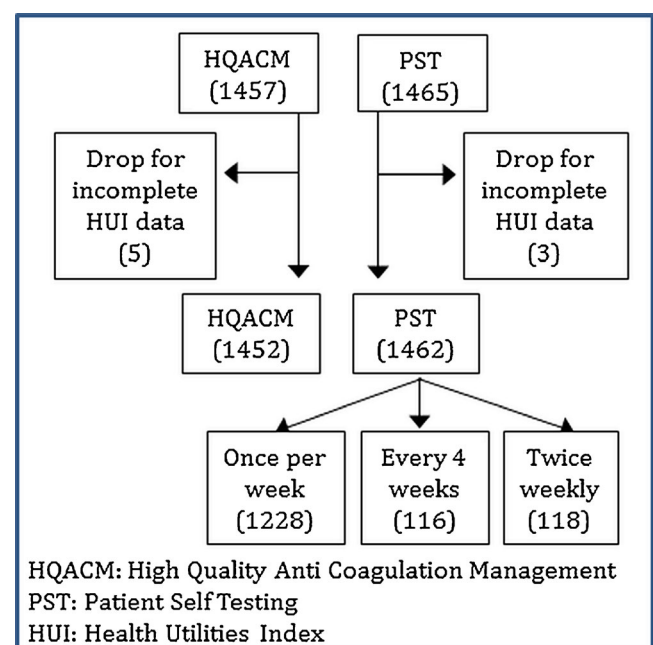 HQACM
(1457)
PST
(1465)
Drop for
incomplete
HUI data
(5)
Drop for
incomplete
HUI data
(3)
HQACM
(1452)
PST
(1462)
Once per
week
(1228)
Every 4
weeks
(116)
Twice
weekly
(118)
HQACM: High Quality Anti Coagulation Management
PST: Patient Self Testing
HUI: Health Utilities Index